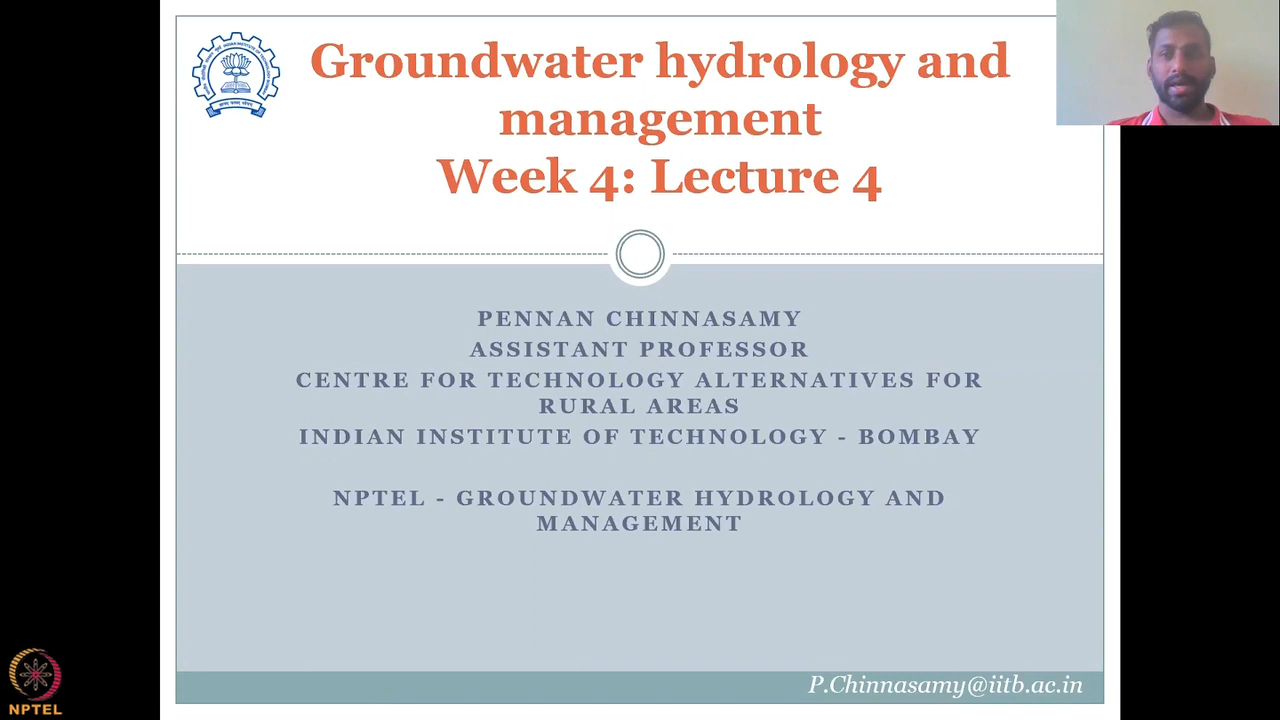 Groundwater hydrology and
management
Week 4: Lecture 4
PENNAN CHINNASAMY
ASSISTANT PROFESSOR
CENTRE FOR TECHNOLOGY ALTERNATIVES FOR
RURAL AREAS
INDIAN INSTITUTE OF TECHNOLOGY - BOMBAY
NPTEL - GROUNDWATER HYDROLOGY AND
MANAGEMENT
P.Chinnasamy@iitb.ac.in
NPTEL